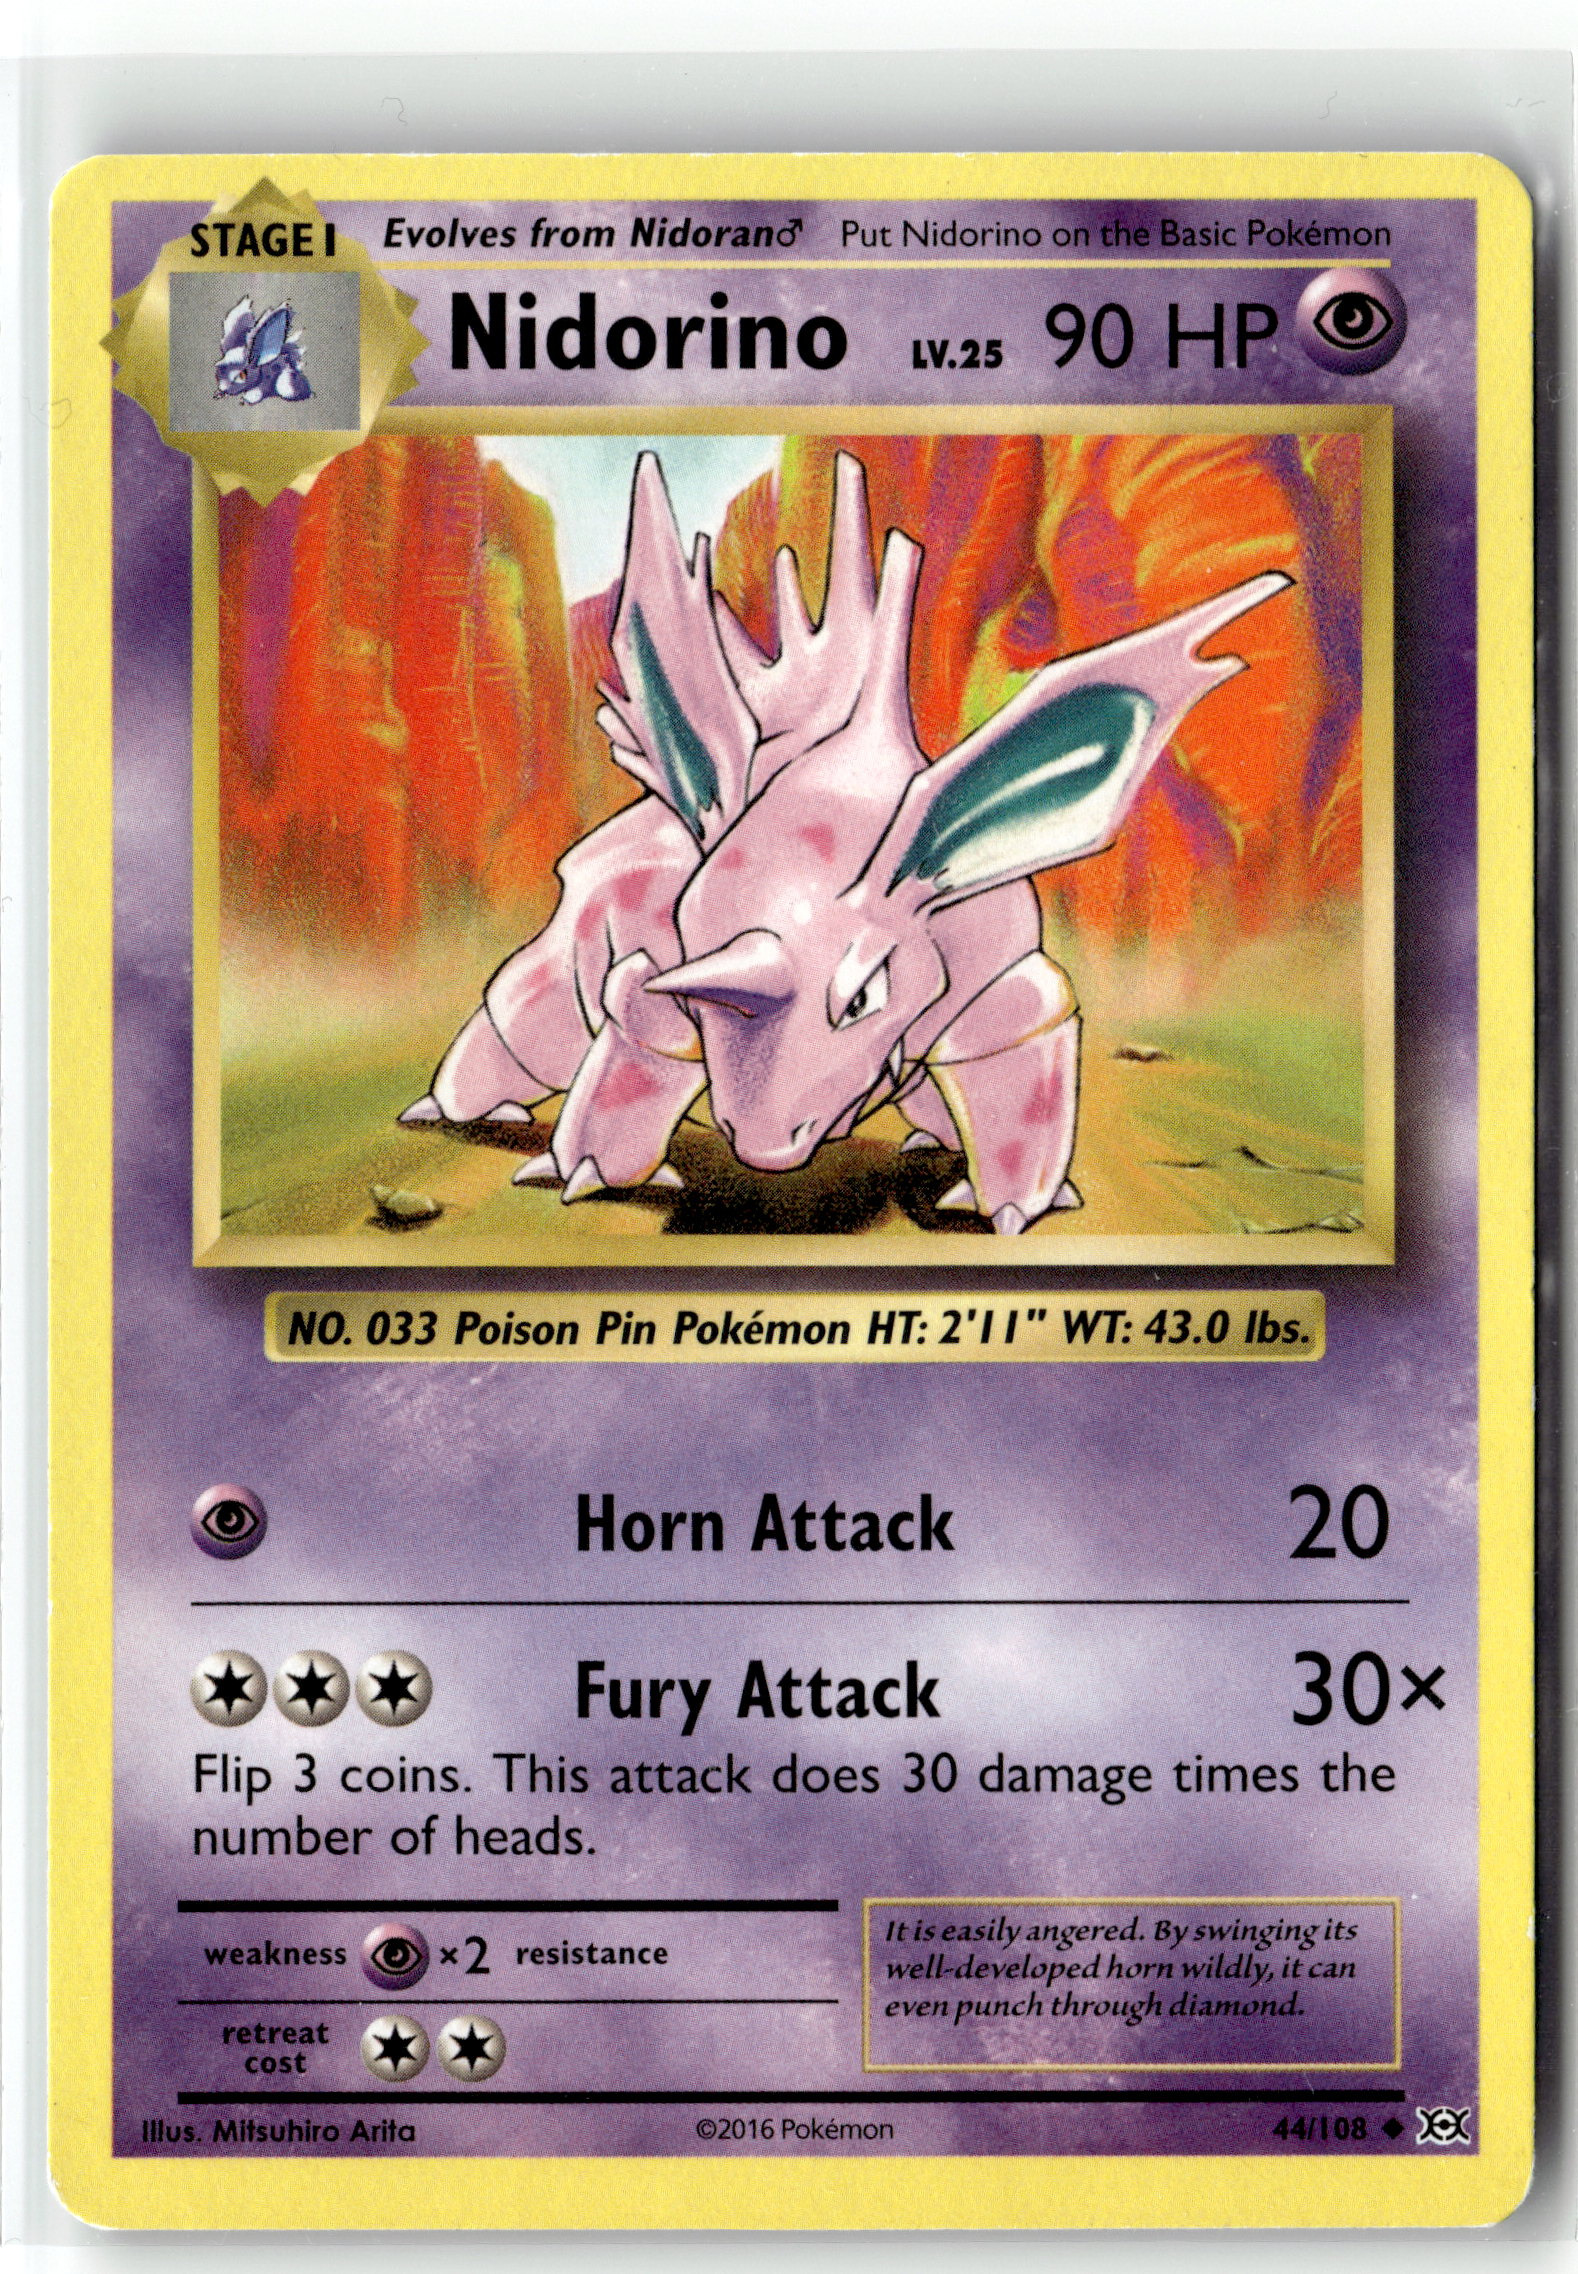 STAGE 1
Evolves from Nidoran♂ Put Nidorino on the Basic Pokémon
Nidorino LV.25 90 HP
NO. 033 Poison Pin Pokémon HT: 2'11" WT: 43.0 lbs.
Horn Attack 20
Fury Attack 30×
Flip 3 coins. This attack does 30 damage times the
number of heads.
weakness ×2 resistance
retreat
cost
It is easily angered. By swinging its
well-developed horn wildly, it can
even punch through diamond.
Illus. Mitsuhiro Arita ©2016 Pokémon 44/108